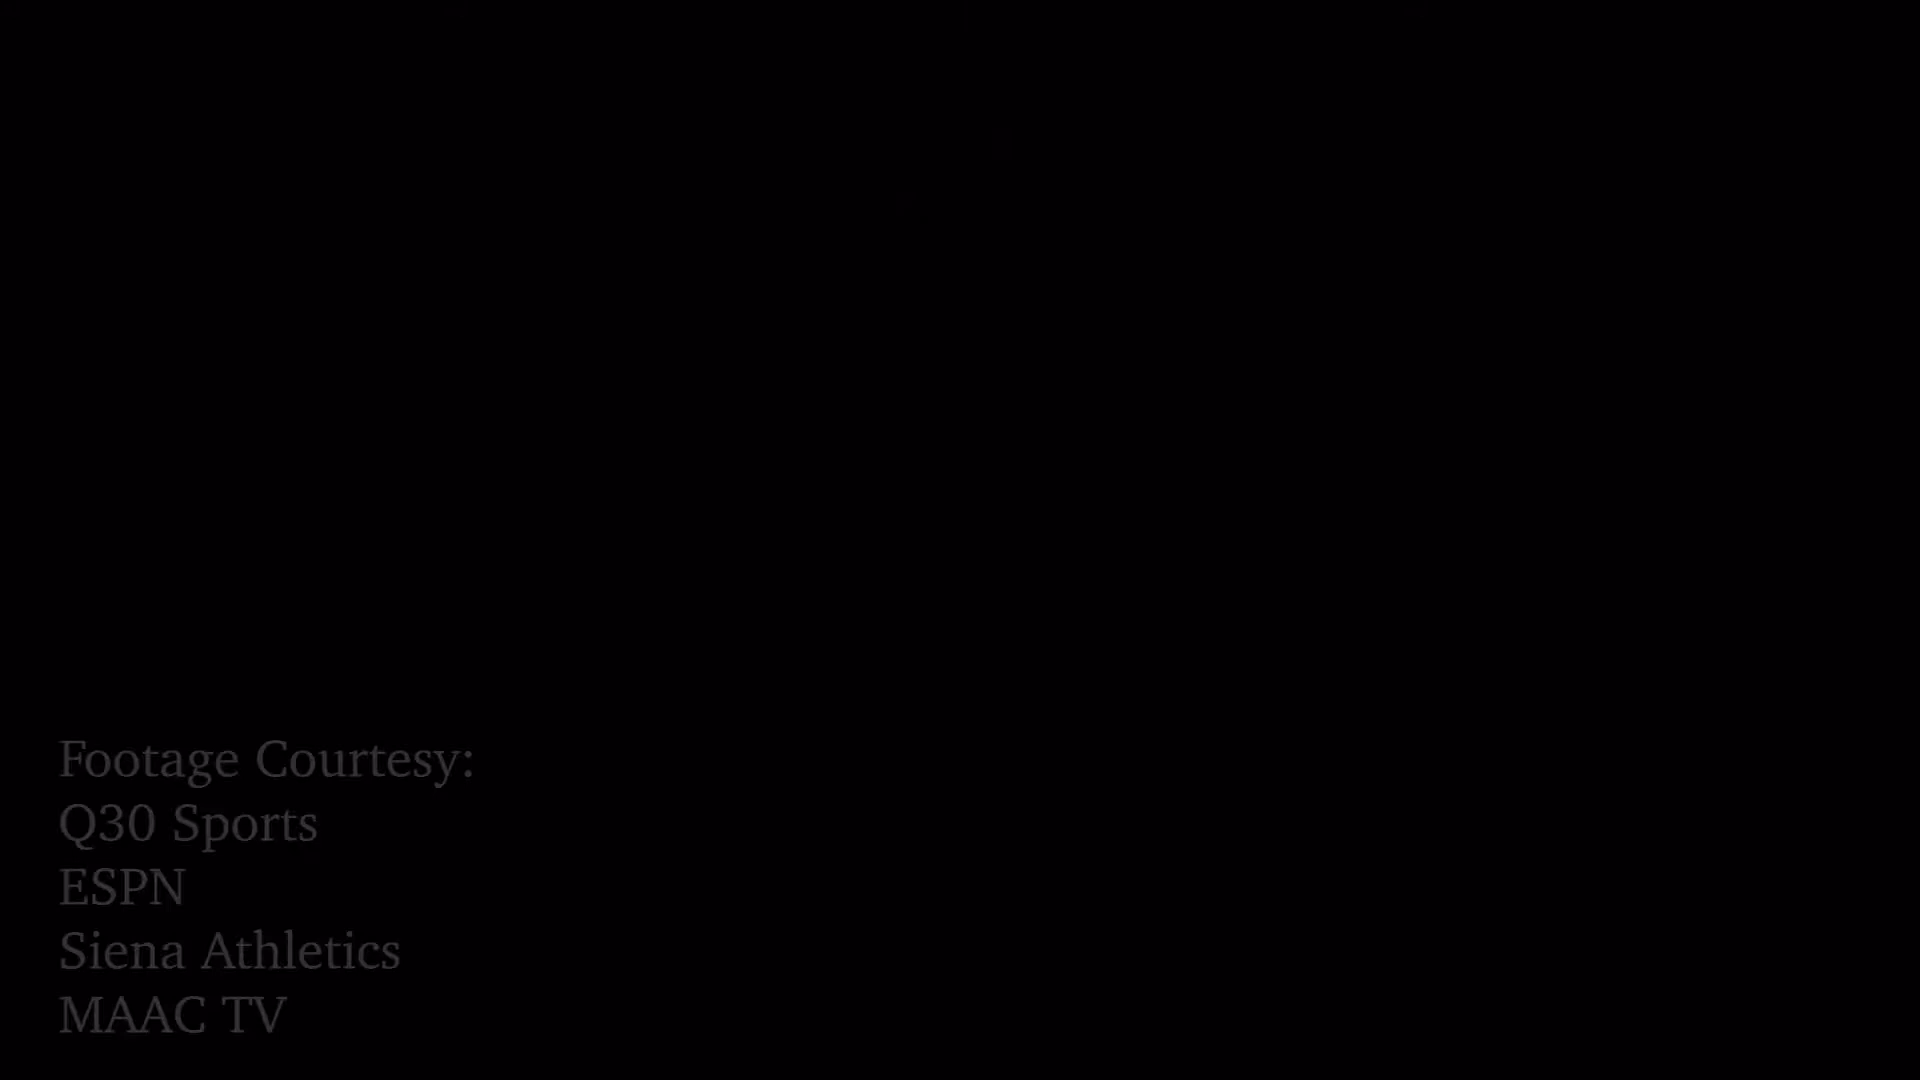 Footage Courtesy:
Q30 Sports
ESPN
Siena Athletics
MAAC TV